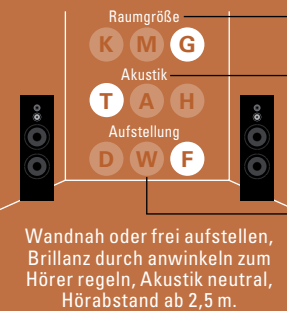 Raumgröße
K M G
Akustik
T A H
Aufstellung
D W F
Wandnah oder frei aufstellen,
Brillanz durch anwinkeln zum
Hörer regeln, Akustik neutral,
Hörabstand ab 2,5 m.